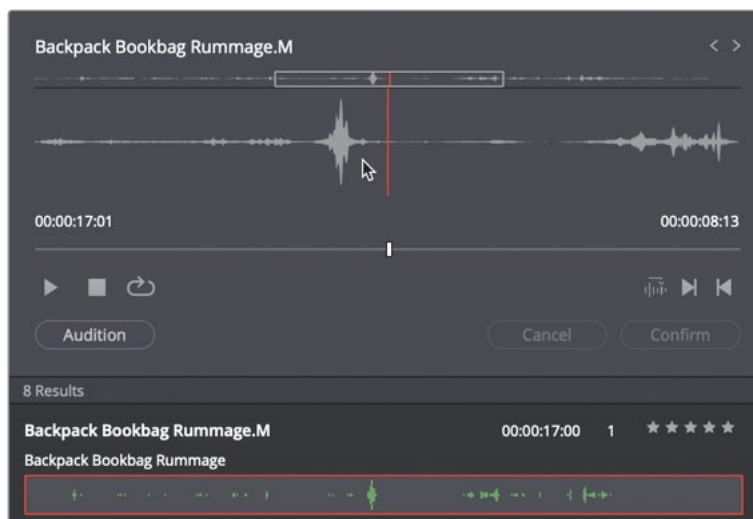 Backpack Bookbag Rummage.M
00:00:17:01 00:00:08:13
Audition Cancel Confirm
8 Results
Backpack Bookbag Rummage.M 00:00:17:00 1
Backpack Bookbag Rummage